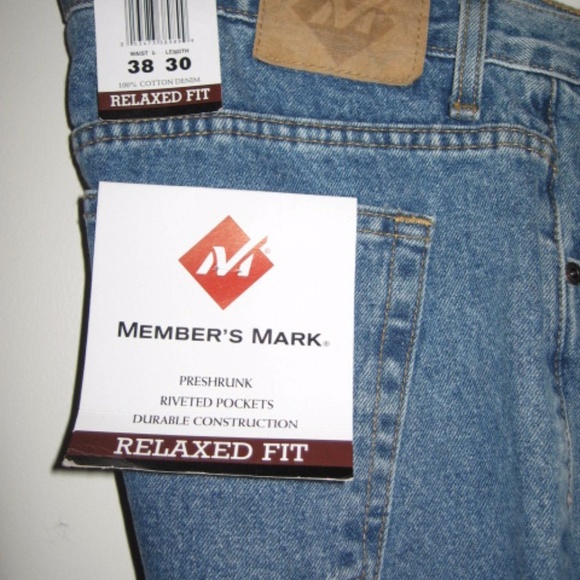 WAIST LENGTH
38 30
100% COTTON DENIM
RELAXED FIT
M
M®
MEMBER'S MARK®
PRESHRUNK
RIVETED POCKETS
DURABLE CONSTRUCTION
RELAXED FIT